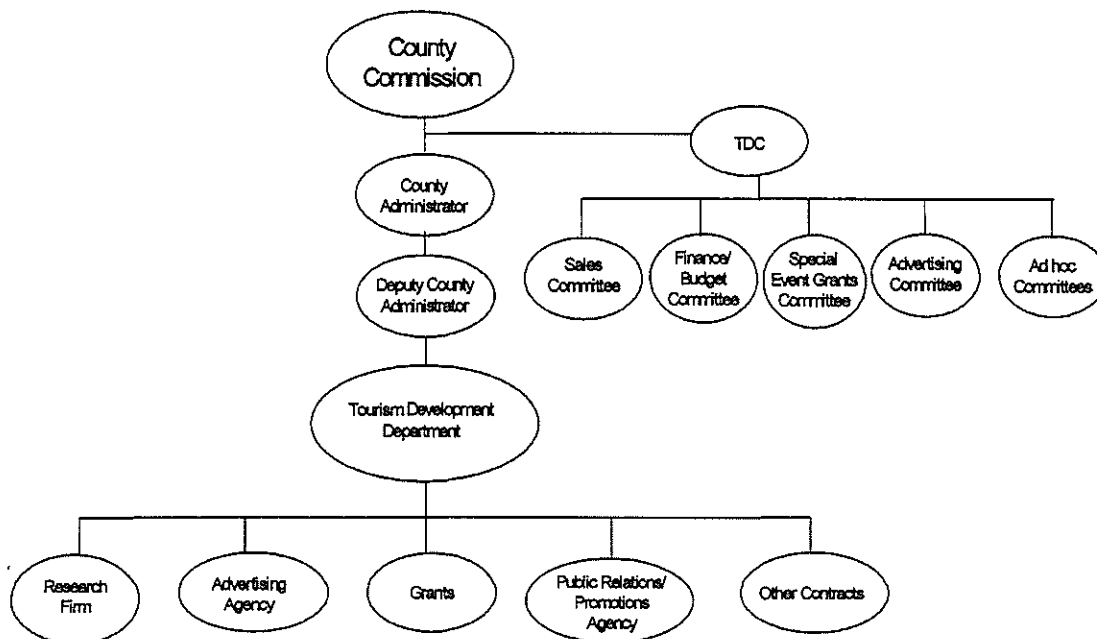 County
Commission
TDC
County
Administrator
Sales
Committee
Finance/
Budget
Committee
Special
Event Grants
Committee
Advertising
Committee
Ad hoc
Committees
Deputy County
Administrator
Tourism Development
Department
Research
Firm
Advertising
Agency
Grants
Public Relations/
Promotions
Agency
Other Contracts